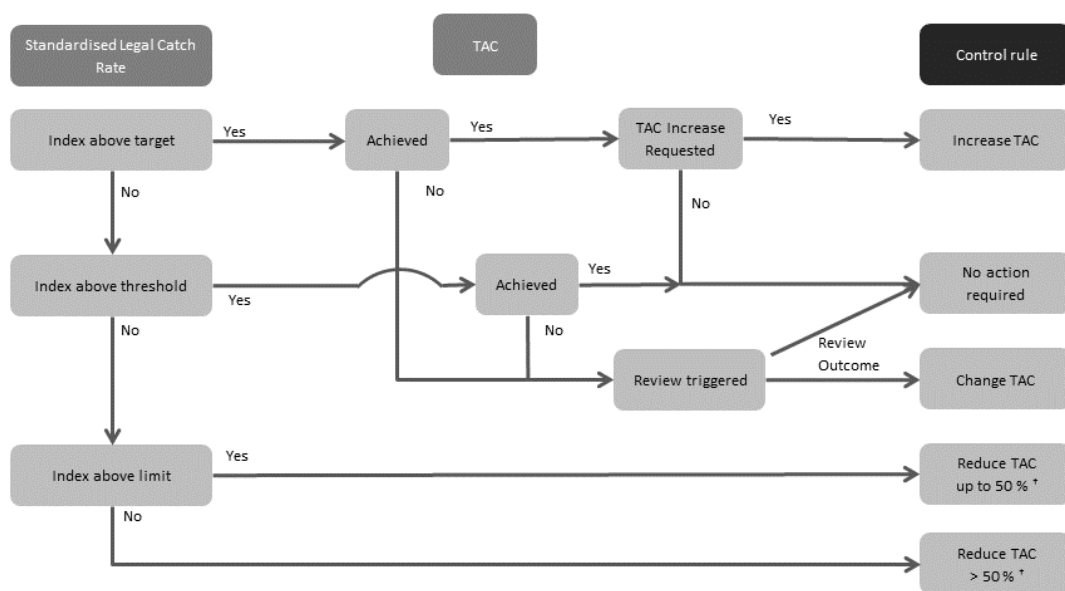 Standardised Legal Catch
Rate
TAC
Control rule
Index above target
Yes
Achieved
Yes
TAC Increase
Requested
Yes
Increase TAC
No
No
No
Index above threshold
Yes
Achieved
Yes
No action
required
No
No
Review triggered
Review
Outcome
Change TAC
Index above limit
Yes
Reduce TAC
up to 50 % †
No
Reduce TAC
> 50 % †